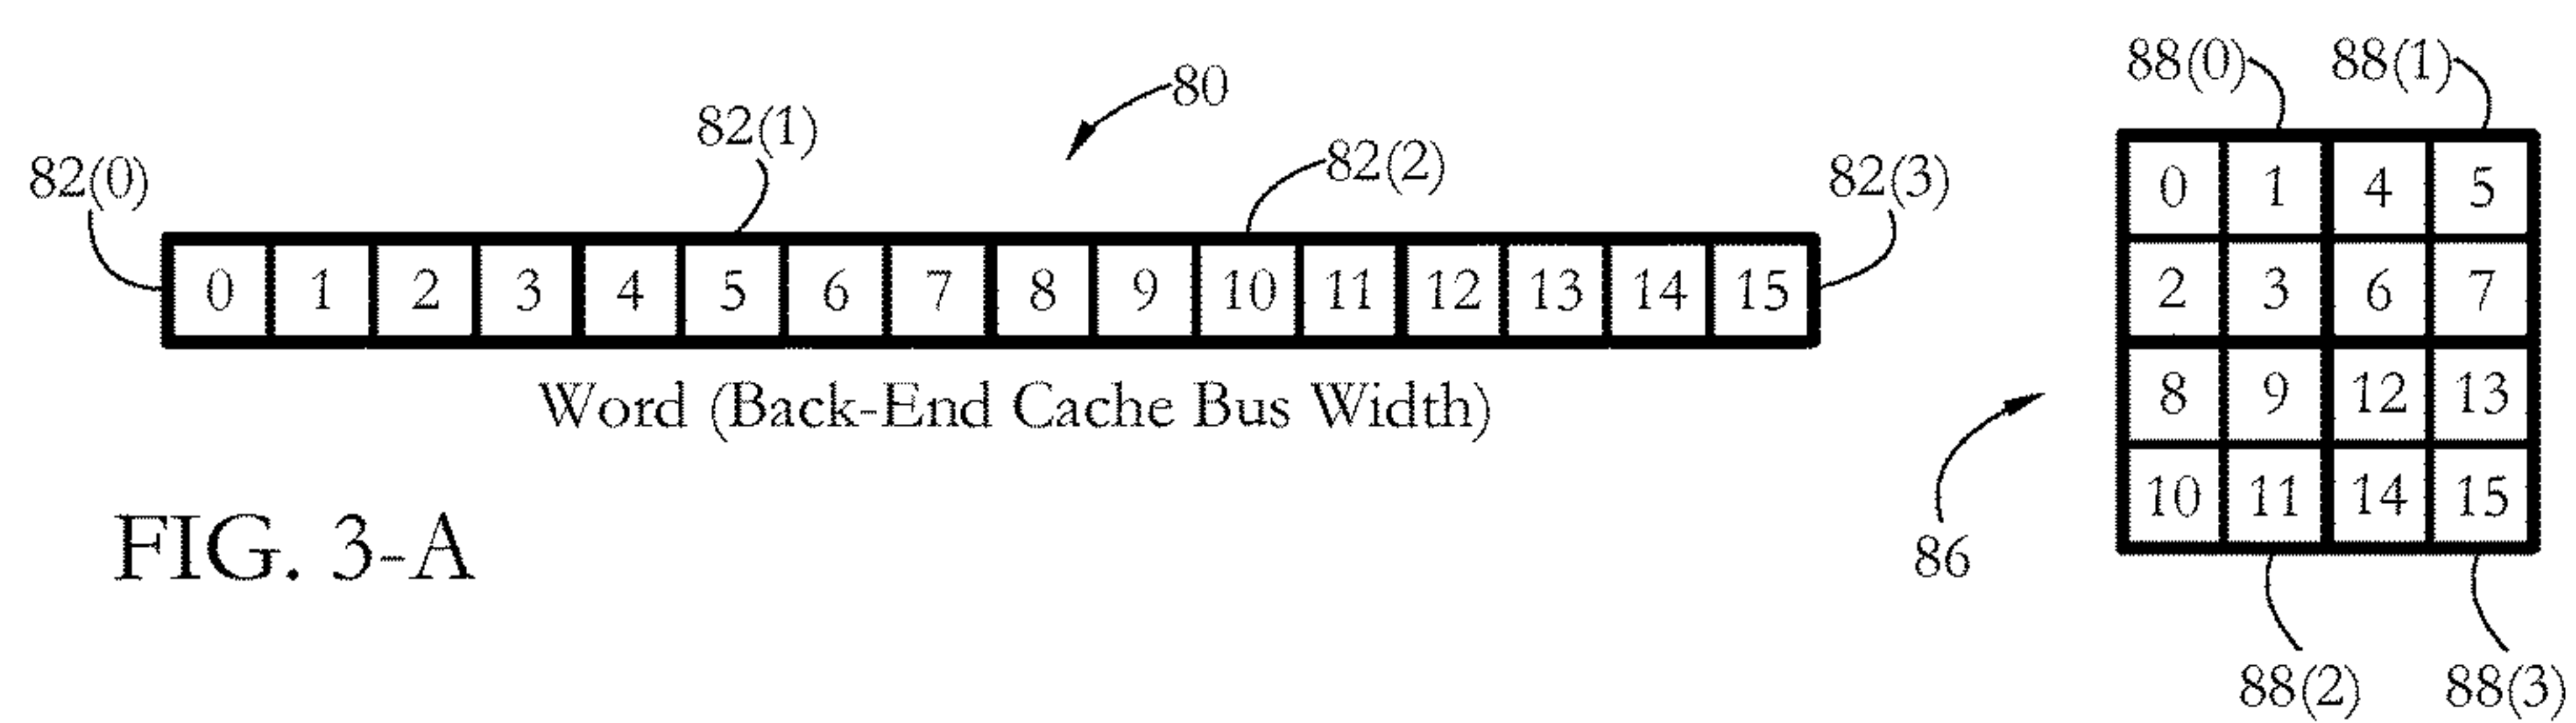 88(0) 88(1)
80
82(1)
82(2)
82(0)
82(3)
0 1 2 3 4 5 6 7 8 9 10 11 12 13 14 15
Word (Back-End Cache Bus Width)
0 1 4 5
2 3 6 7
8 9 12 13
10 11 14 15
86
FIG. 3-A
88(2) 88(3)